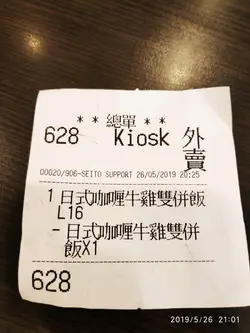 ** 總單 **
628 Kiosk 外賣
00020/906-SEITO SUPPORT 26/05/2019 20:25
1 日式咖喱牛雞雙併飯
L16
- 日式咖喱牛雞雙併
飯X1
628
2019/5/26 21:01